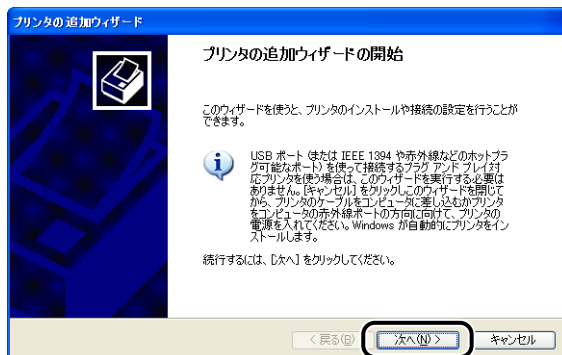 プリンタの追加ウィザード
プリンタの追加ウィザードの開始
このウィザードを使うと、プリンタのインストールや接続の設定を行うことが
できます。
USB ポート (または IEEE 1394 や赤外線などのホットプラ
グ可能なポート) を使って接続するプラグ アンド プレイ対
応プリンタを使う場合は、このウィザードを実行する必要は
ありません。[キャンセル] をクリックしこのウィザードを閉じて
から、プリンタのケーブルをコンピュータに差し込むかプリンタ
をコンピュータの赤外線ポートの方向に向けて、プリンタの
電源を入れてください。Windows が自動的にプリンタをイン
ストールします。
続行するには、[次へ] をクリックしてください。
< 戻る(B)
次へ(N) >
キャンセル